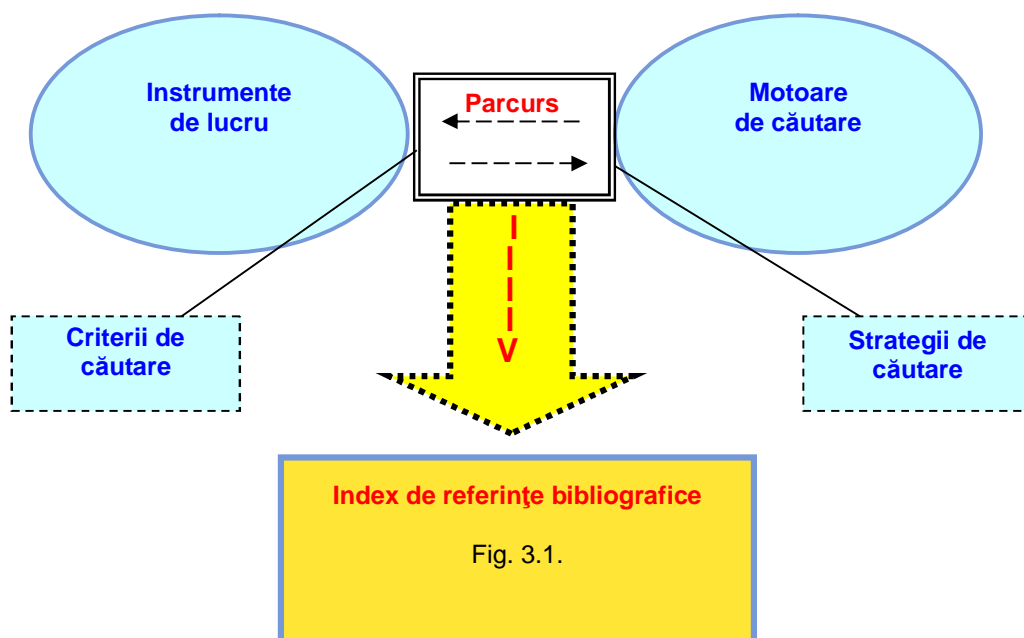 Instrumente
de lucru
Parcurs
Motoare
de căutare
I
I
I
I
V
Criterii de
căutare
Strategii de
căutare
Index de referinţe bibliografice
Fig. 3.1.